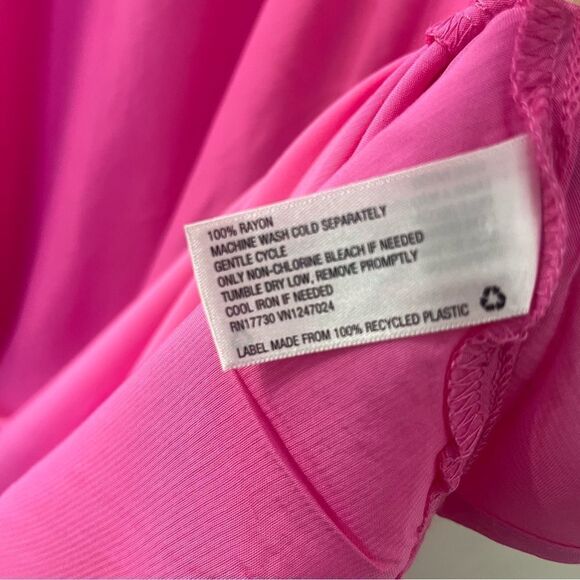 100% RAYON
MACHINE WASH COLD SEPARATELY
GENTLE CYCLE
ONLY NON-CHLORINE BLEACH IF NEEDED
TUMBLE DRY LOW, REMOVE PROMPTLY
COOL IRON IF NEEDED
RN17730 VN1247024
LABEL MADE FROM 100% RECYCLED PLASTIC